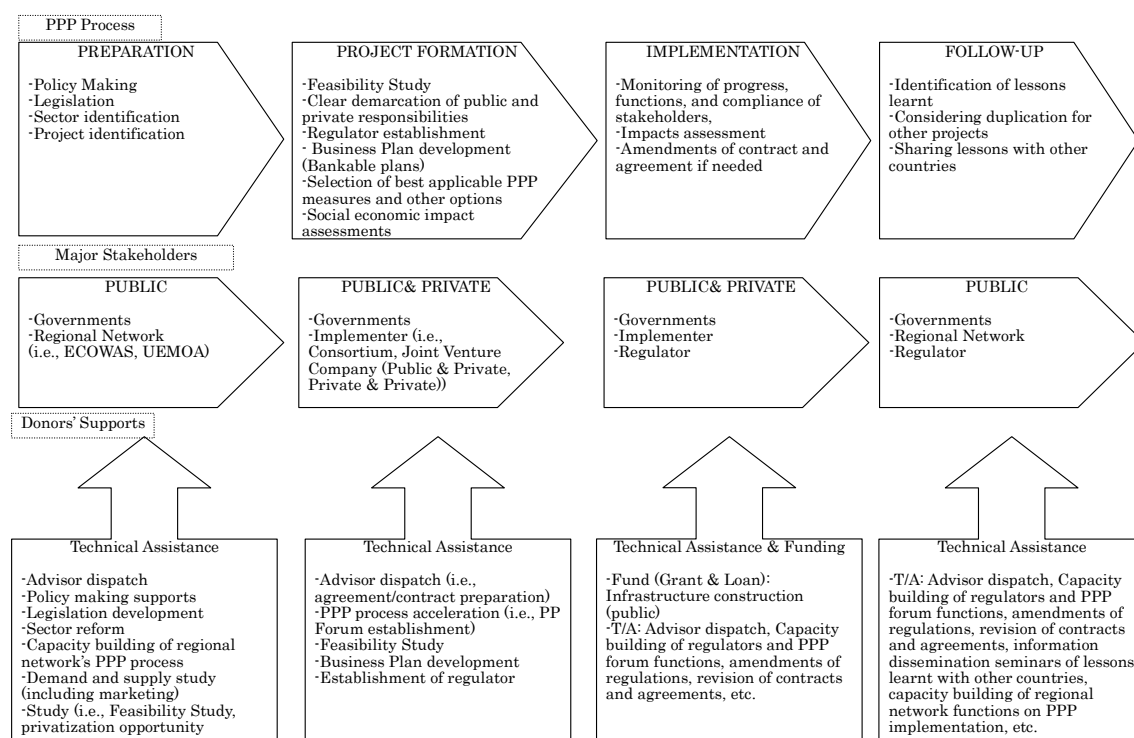 PPP Process
PREPARATION
-Policy Making
-Legislation
-Sector identification
-Project identification
PROJECT FORMATION
-Feasibility Study
-Clear demarcation of public and
private responsibilities
-Regulator establishment
- Business Plan development
(Bankable plans)
-Selection of best applicable PPP
measures and other options
-Social economic impact
assessments
IMPLEMENTATION
-Monitoring of progress,
functions, and compliance of
stakeholders,
-Impacts assessment
-Amendments of contract and
agreement if needed
FOLLOW-UP
-Identification of lessons
learnt
-Considering duplication for
other projects
-Sharing lessons with other
countries
Major Stakeholders
PUBLIC
-Governments
-Regional Network
(i.e., ECOWAS, UEMOA)
PUBLIC& PRIVATE
-Governments
-Implementer (i.e.,
Consortium, Joint Venture
Company (Public & Private,
Private & Private))
PUBLIC& PRIVATE
-Governments
-Implementer
-Regulator
PUBLIC
-Governments
-Regional Network
-Regulator
Donors' Supports
Technical Assistance
-Advisor dispatch
-Policy making supports
-Legislation development
-Sector reform
-Capacity building of regional
network's PPP process
-Demand and supply study
(including marketing)
-Study (i.e., Feasibility Study,
privatization opportunity
Technical Assistance
-Advisor dispatch (i.e.,
agreement/contract preparation)
-PPP process acceleration (i.e., PP
Forum establishment)
-Feasibility Study
-Business Plan development
-Establishment of regulator
Technical Assistance & Funding
-Fund (Grant & Loan):
Infrastructure construction
(public)
-T/A: Advisor dispatch, Capacity
building of regulators and PPP
forum functions, amendments of
regulations, revision of contracts
and agreements, etc.
Technical Assistance
-T/A: Advisor dispatch, Capacity
building of regulators and PPP
forum functions, amendments of
regulations, revision of contracts
and agreements, information
dissemination seminars of lessons
learnt with other countries,
capacity building of regional
network functions on PPP
implementation, etc.